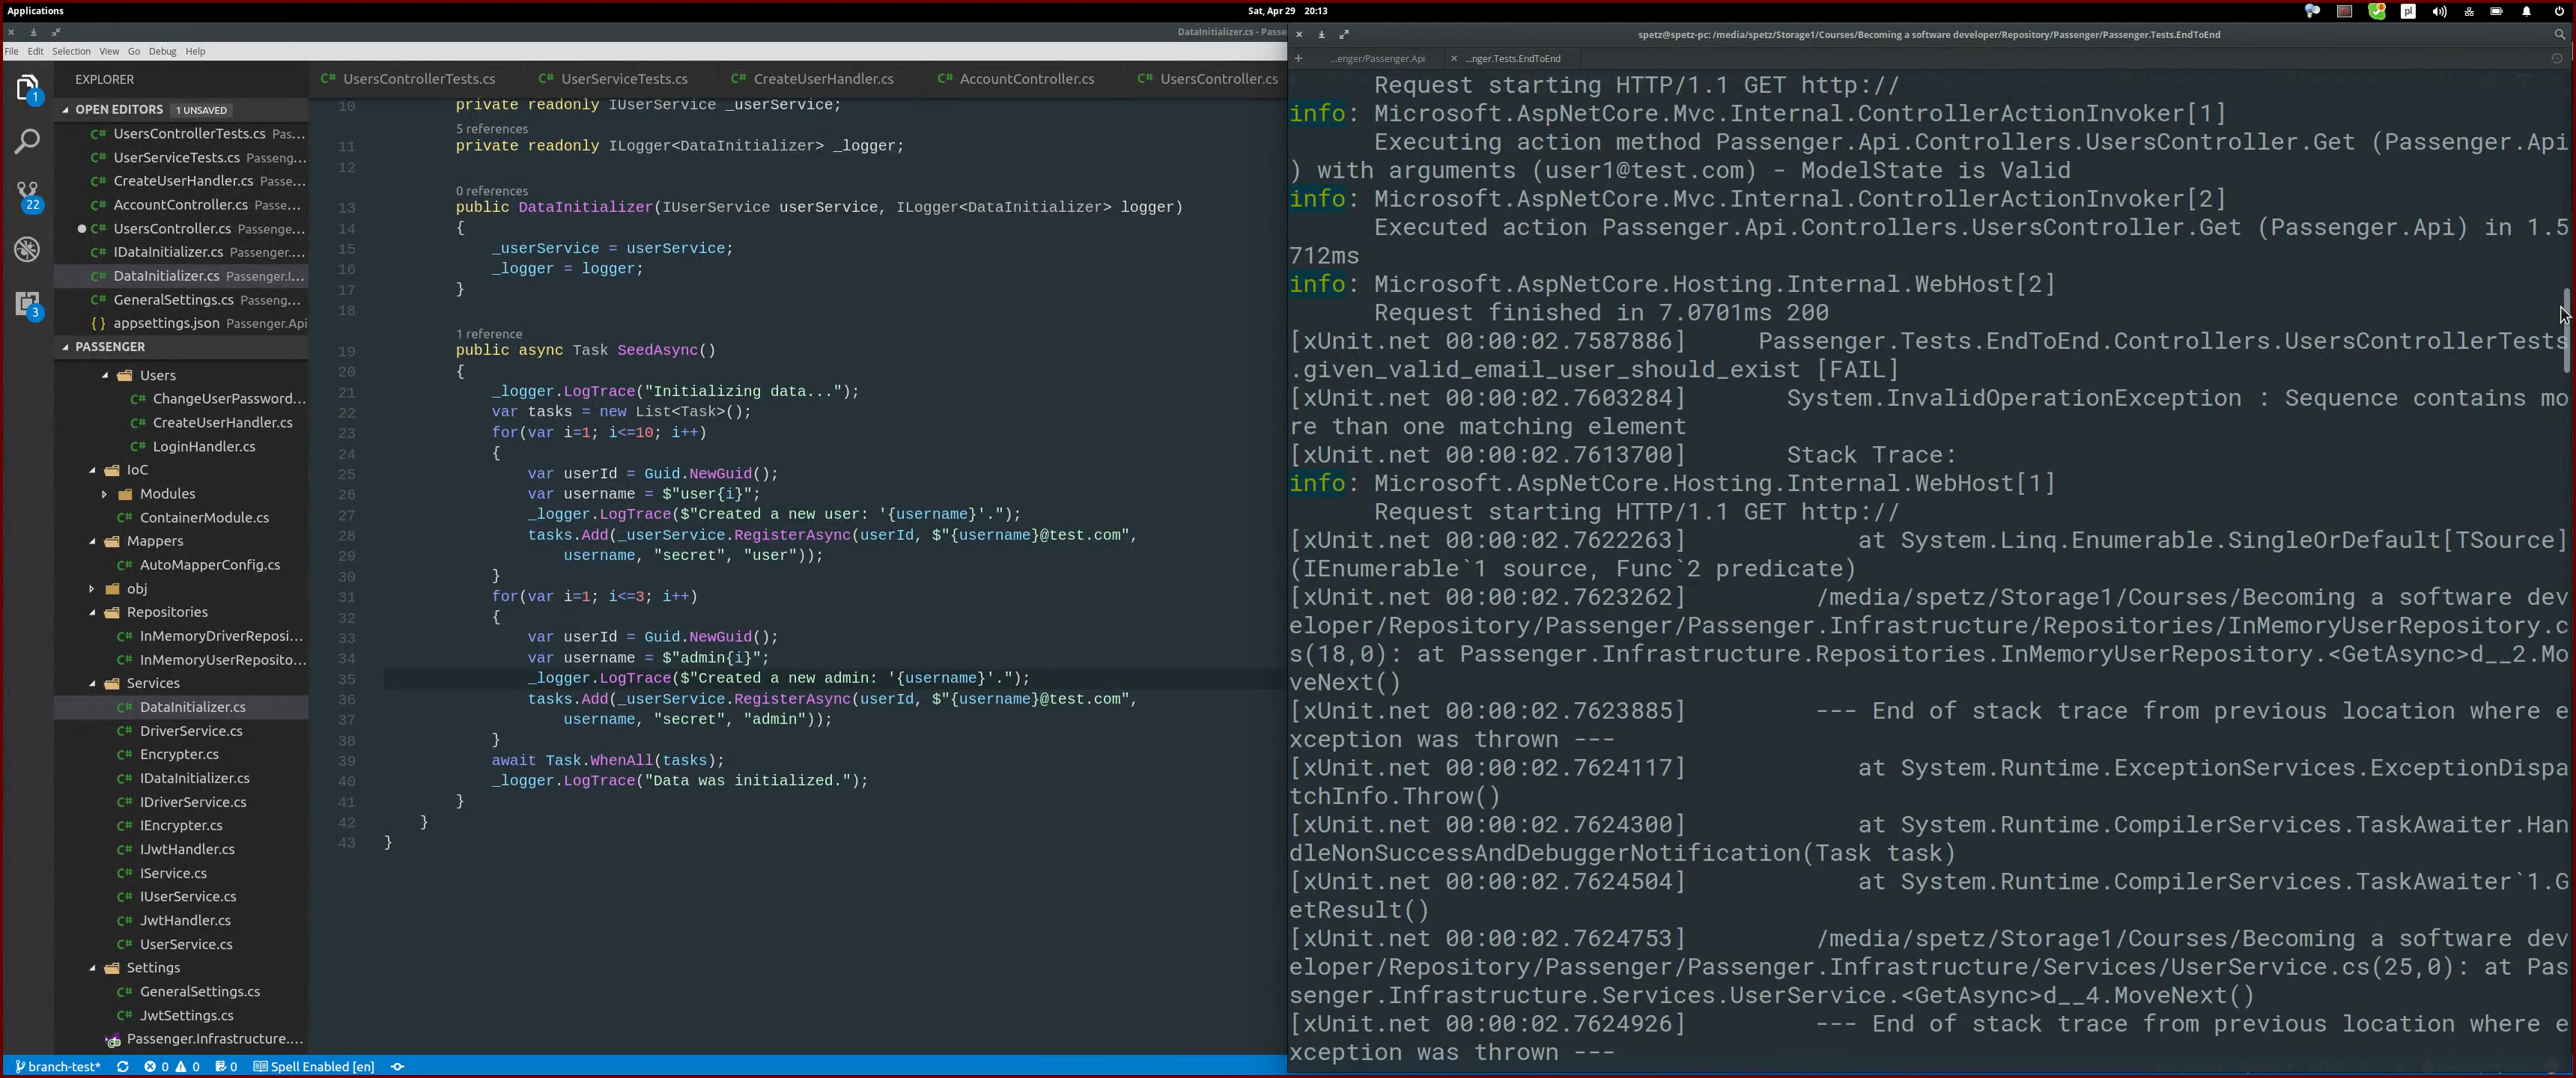 Applications
Sat, Apr 29 20:13
pl
DataInitializer.cs - Passe
File Edit Selection View Go Debug Help
EXPLORER
OPEN EDITORS 1 UNSAVED
C# UsersControllerTests.cs Pas...
C# UserServiceTests.cs Passeng...
C# CreateUserHandler.cs Passe...
C# AccountController.cs Passe...
C# UsersController.cs Passenge...
C# IDataInitializer.cs Passenger....
C# DataInitializer.cs Passenger.I...
C# GeneralSettings.cs Passeng...
{ } appsettings.json Passenger.Api
PASSENGER
Users
C# ChangeUserPassword...
C# CreateUserHandler.cs
C# LoginHandler.cs
IoC
Modules
C# ContainerModule.cs
Mappers
C# AutoMapperConfig.cs
obj
Repositories
C# InMemoryDriverReposi...
C# InMemoryUserReposito...
Services
C# DataInitializer.cs
C# DriverService.cs
C# Encrypter.cs
C# IDataInitializer.cs
C# IDriverService.cs
C# IEncrypter.cs
C# IJwtHandler.cs
C# IService.cs
C# IUserService.cs
C# JwtHandler.cs
C# UserService.cs
Settings
C# GeneralSettings.cs
C# JwtSettings.cs
Passenger.Infrastructure....
1
22
3
C# UsersControllerTests.cs C# UserServiceTests.cs C# CreateUserHandler.cs C# AccountController.cs C# UsersController.cs
10 private readonly IUserService _userService;
5 references
11 private readonly ILogger<DataInitializer> _logger;
12
0 references
13 public DataInitializer(IUserService userService, ILogger<DataInitializer> logger)
14 {
15 _userService = userService;
16 _logger = logger;
17 }
18
1 reference
19 public async Task SeedAsync()
20 {
21 _logger.LogTrace("Initializing data...");
22 var tasks = new List<Task>();
23 for(var i=1; i<=10; i++)
24 {
25 var userId = Guid.NewGuid();
26 var username = $"user{i}";
27 _logger.LogTrace($"Created a new user: '{username}'.");
28 tasks.Add(_userService.RegisterAsync(userId, $"{username}@test.com",
29 username, "secret", "user"));
30 }
31 for(var i=1; i<=3; i++)
32 {
33 var userId = Guid.NewGuid();
34 var username = $"admin{i}";
35 _logger.LogTrace($"Created a new admin: '{username}'.");
36 tasks.Add(_userService.RegisterAsync(userId, $"{username}@test.com",
37 username, "secret", "admin"));
38 }
39 await Task.WhenAll(tasks);
40 _logger.LogTrace("Data was initialized.");
41 }
42 }
43 }
branch-test* 0 0 0 Spell Enabled [en]
spetz@spetz-pc: /media/spetz/Storage1/Courses/Becoming a software developer/Repository/Passenger/Passenger.Tests.EndToEnd
...enger/Passenger.Api ...nger.Tests.EndToEnd
Request starting HTTP/1.1 GET http://
info: Microsoft.AspNetCore.Mvc.Internal.ControllerActionInvoker[1]
Executing action method Passenger.Api.Controllers.UsersController.Get (Passenger.Api
) with arguments (user1@test.com) - ModelState is Valid
info: Microsoft.AspNetCore.Mvc.Internal.ControllerActionInvoker[2]
Executed action Passenger.Api.Controllers.UsersController.Get (Passenger.Api) in 1.5
712ms
info: Microsoft.AspNetCore.Hosting.Internal.WebHost[2]
Request finished in 7.0701ms 200
[xUnit.net 00:00:02.7587886] Passenger.Tests.EndToEnd.Controllers.UsersControllerTests
.given_valid_email_user_should_exist [FAIL]
[xUnit.net 00:00:02.7603284] System.InvalidOperationException : Sequence contains mo
re than one matching element
[xUnit.net 00:00:02.7613700] Stack Trace:
info: Microsoft.AspNetCore.Hosting.Internal.WebHost[1]
Request starting HTTP/1.1 GET http://
[xUnit.net 00:00:02.7622263] at System.Linq.Enumerable.SingleOrDefault[TSource]
(IEnumerable`1 source, Func`2 predicate)
[xUnit.net 00:00:02.7623262] /media/spetz/Storage1/Courses/Becoming a software dev
eloper/Repository/Passenger/Passenger.Infrastructure/Repositories/InMemoryUserRepository.c
s(18,0): at Passenger.Infrastructure.Repositories.InMemoryUserRepository.<GetAsync>d__2.Mo
veNext()
[xUnit.net 00:00:02.7623885] --- End of stack trace from previous location where e
xception was thrown ---
[xUnit.net 00:00:02.7624117] at System.Runtime.ExceptionServices.ExceptionDispa
tchInfo.Throw()
[xUnit.net 00:00:02.7624300] at System.Runtime.CompilerServices.TaskAwaiter.Han
dleNonSuccessAndDebuggerNotification(Task task)
[xUnit.net 00:00:02.7624504] at System.Runtime.CompilerServices.TaskAwaiter`1.G
etResult()
[xUnit.net 00:00:02.7624753] /media/spetz/Storage1/Courses/Becoming a software dev
eloper/Repository/Passenger/Passenger.Infrastructure/Services/UserService.cs(25,0): at Pas
senger.Infrastructure.Services.UserService.<GetAsync>d__4.MoveNext()
[xUnit.net 00:00:02.7624926] --- End of stack trace from previous location where e
xception was thrown ---